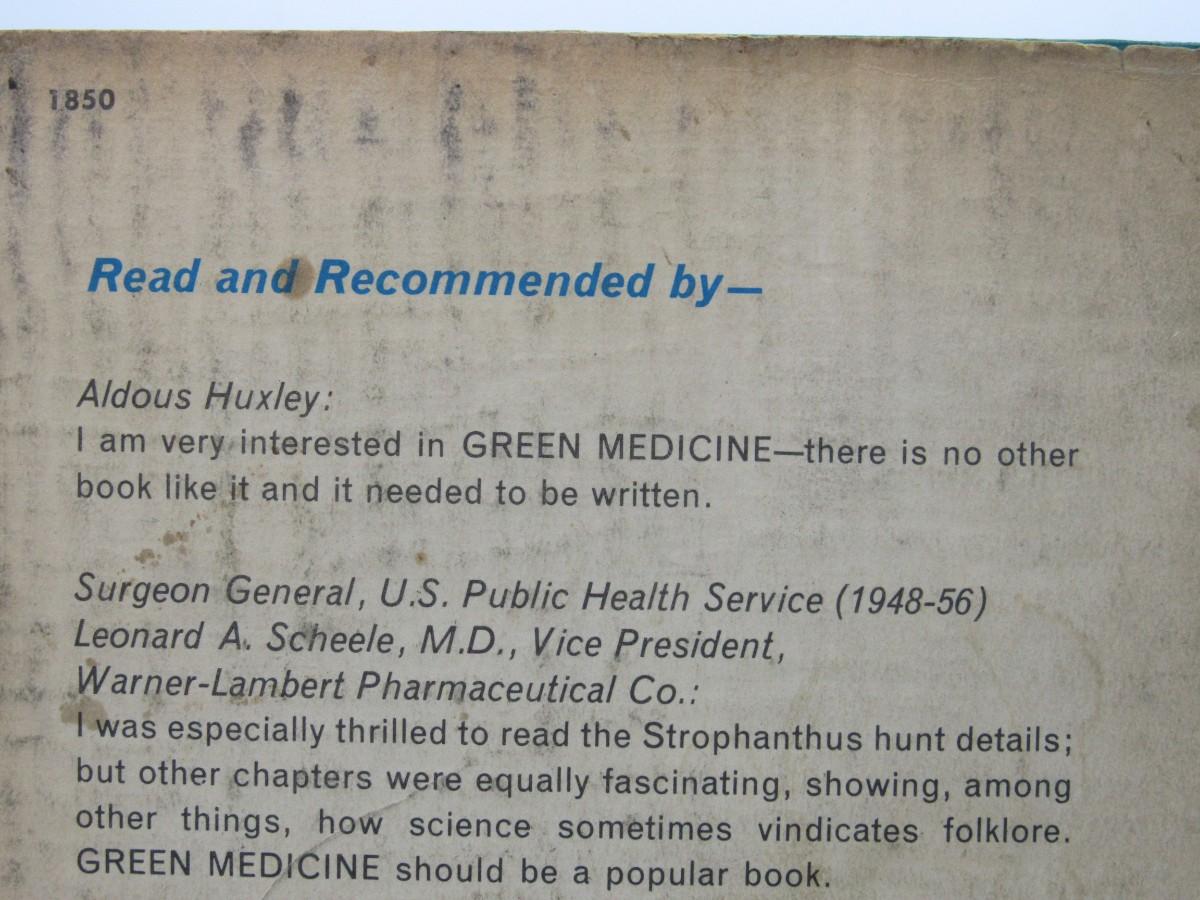 1850
Read and Recommended by—
Aldous Huxley:
I am very interested in GREEN MEDICINE—there is no other
book like it and it needed to be written.
Surgeon General, U.S. Public Health Service (1948-56)
Leonard A. Scheele, M.D., Vice President,
Warner-Lambert Pharmaceutical Co.:
I was especially thrilled to read the Strophanthus hunt details;
but other chapters were equally fascinating, showing, among
other things, how science sometimes vindicates folklore.
GREEN MEDICINE should be a popular book.